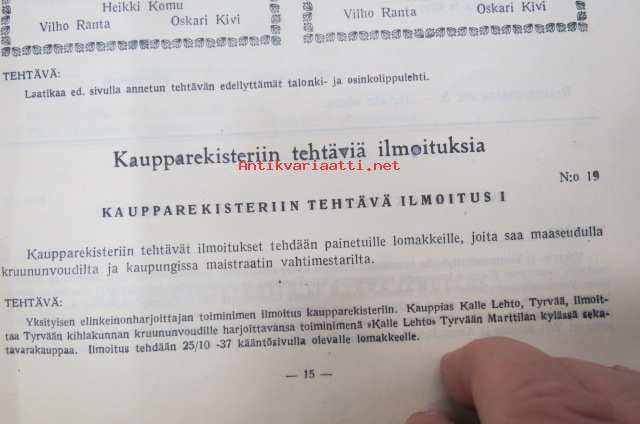 Heikki Komu
Vilho Ranta Oskari Kivi
Vilho Ranta Oskari Kivi
TEHTÄVÄ:
Laatikaa ed. sivulla annetun tehtävän edellyttämät talonki- ja osinkolippulehti.
Kaupparekisteriin tehtäviä ilmoituksia
Antikvariaatti.net
N:o 19
KAUPPAREKISTERIIN TEHTÄVÄ ILMOITUS I
Kaupparekisteriin tehtävät ilmoitukset tehdään painetuille lomakkeille, joita saa maaseudulla
kruununvoudilta ja kaupungissa maistraatin vahtimestarilta.
TEHTÄVÄ:
Yksityisen elinkeinonharjoittajan toiminimen ilmoitus kaupparekisteriin. Kauppias Kalle Lehto, Tyrvää, ilmoit-
taa Tyrvään kihlakunnan kruununvoudille harjoittavansa toiminimenä »Kalle Lehto» Tyrvään Marttilan kylässä seka-
tavarakauppaa. Ilmoitus tehdään 25/10 -37 kääntösivulla olevalle lomakkeelle.
— 15 —